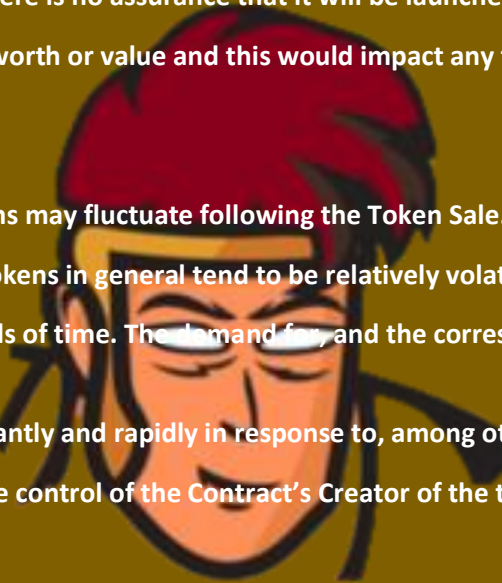 ere is no assurance that it will be launche
worth or value and this would impact any
ns may fluctuate following the Token Sale.
okens in general tend to be relatively volat
ls of time. The demand for, and the corres
antly and rapidly in response to, among ot
e control of the Contract's Creator of the t